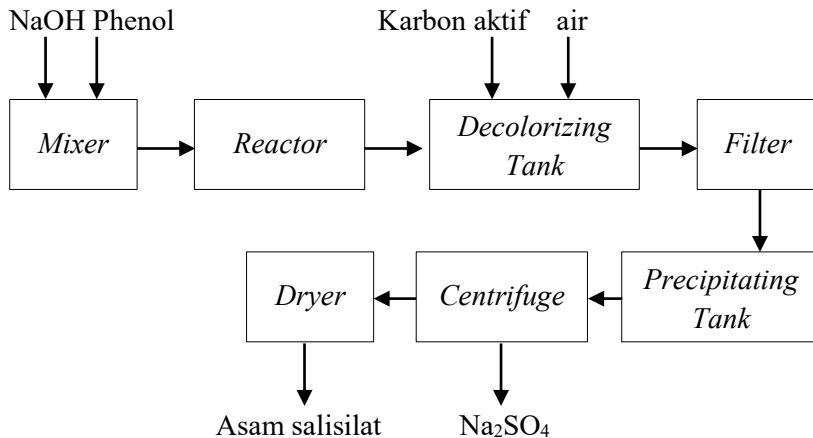 NaOH Phenol
Karbon aktif air
Mixer
Reactor
Decolorizing
Tank
Filter
Dryer
Centrifuge
Precipitating
Tank
Asam salisilat
Na₂SO₄